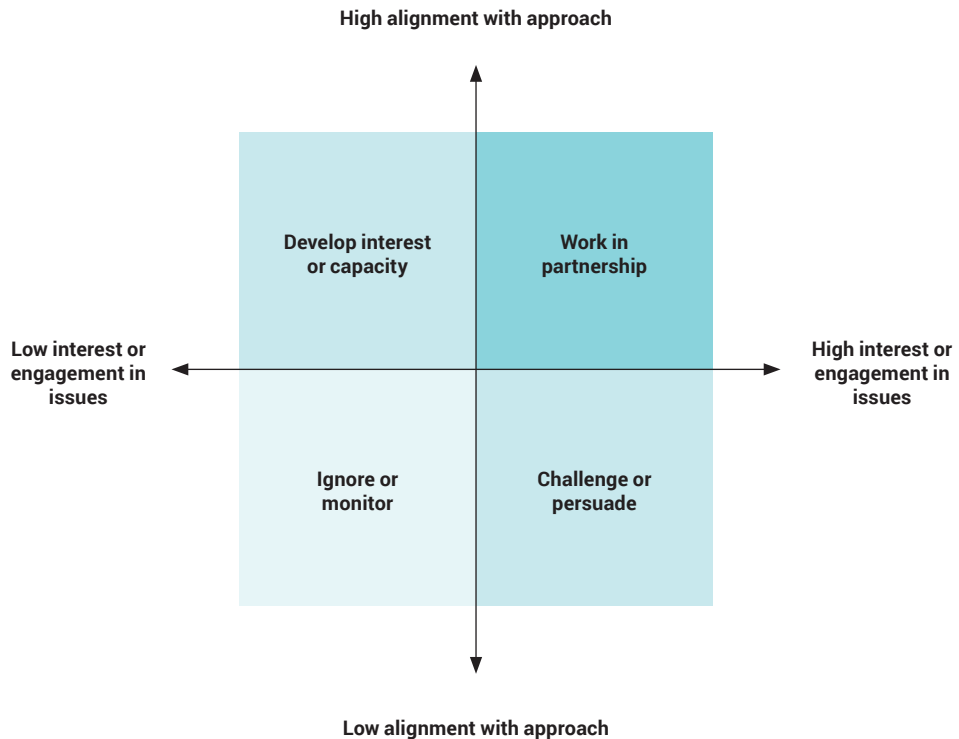 High alignment with approach
Develop interest
or capacity
Work in
partnership
Low interest or
engagement in
issues
High interest or
engagement in
issues
Ignore or
monitor
Challenge or
persuade
Low alignment with approach